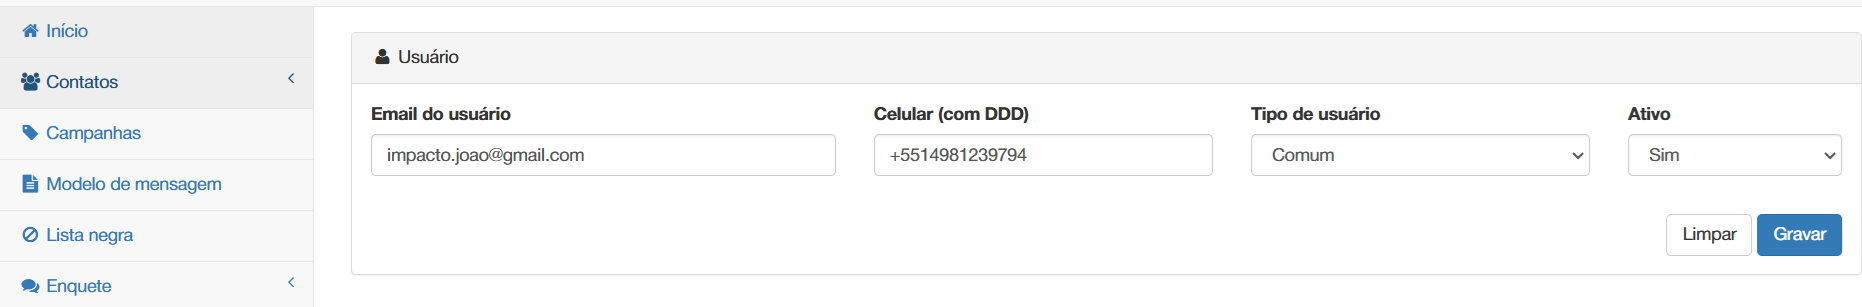 Início
Contatos
Campanhas
Modelo de mensagem
Lista negra
Enquete
Usuário
Email do usuário
impacto.joao@gmail.com
Celular (com DDD)
+5514981239794
Tipo de usuário
Comum
Ativo
Sim
Limpar
Gravar